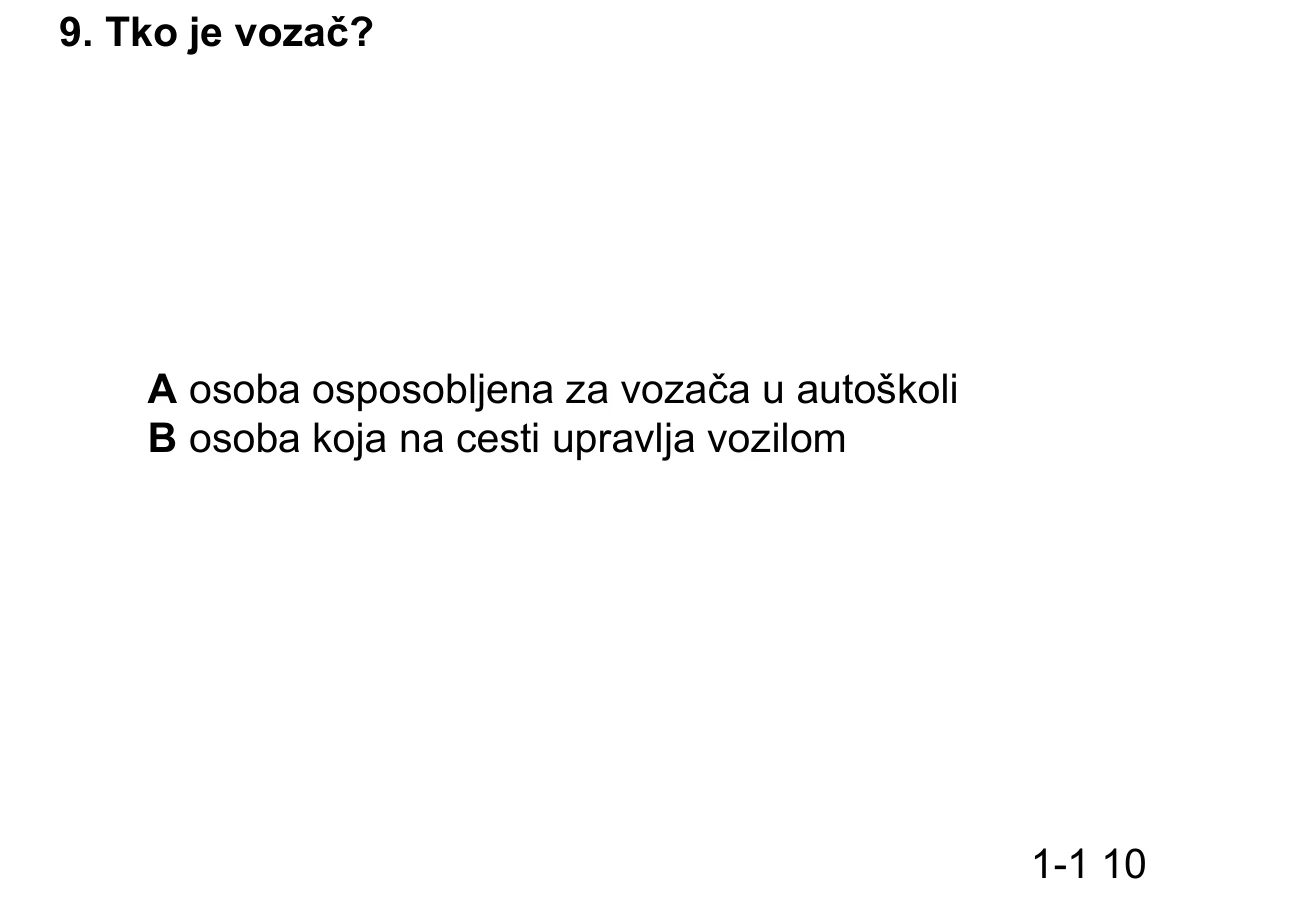 9. Tko je vozač?
A osoba osposobljena za vozača u autoškoli
B osoba koja na cesti upravlja vozilom
1-1 10